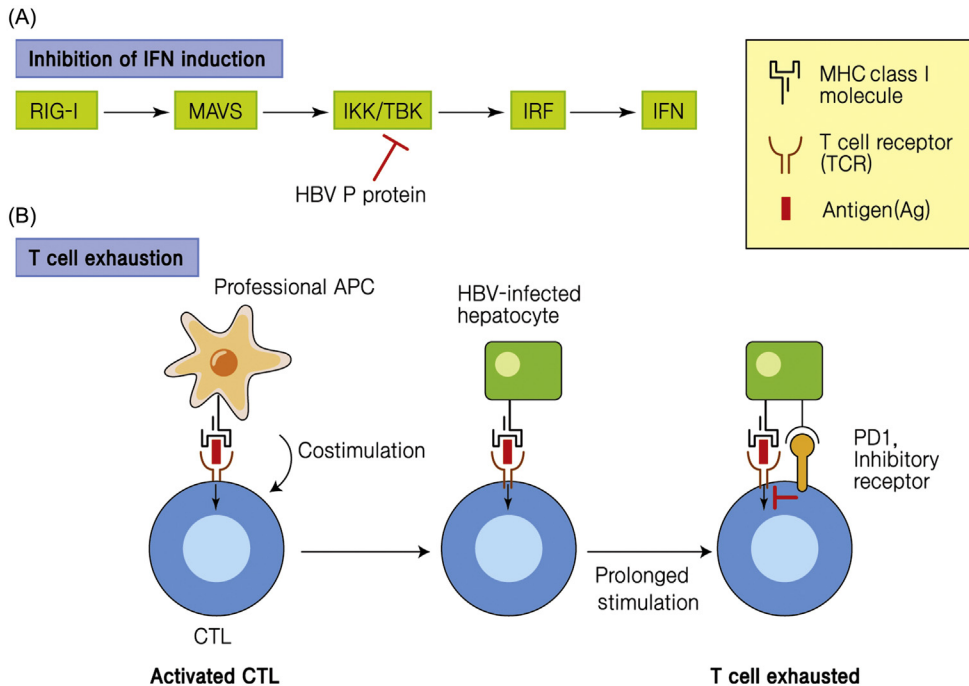 (A)
Inhibition of IFN induction
RIG-I
MAVS
IKK/TBK
IRF
IFN
HBV P protein
MHC class I
molecule
T cell receptor
(TCR)
Antigen(Ag)
(B)
T cell exhaustion
Professional APC
HBV-infected
hepatocyte
Costimulation
PD1,
Inhibitory
receptor
Prolonged
stimulation
CTL
Activated CTL
T cell exhausted